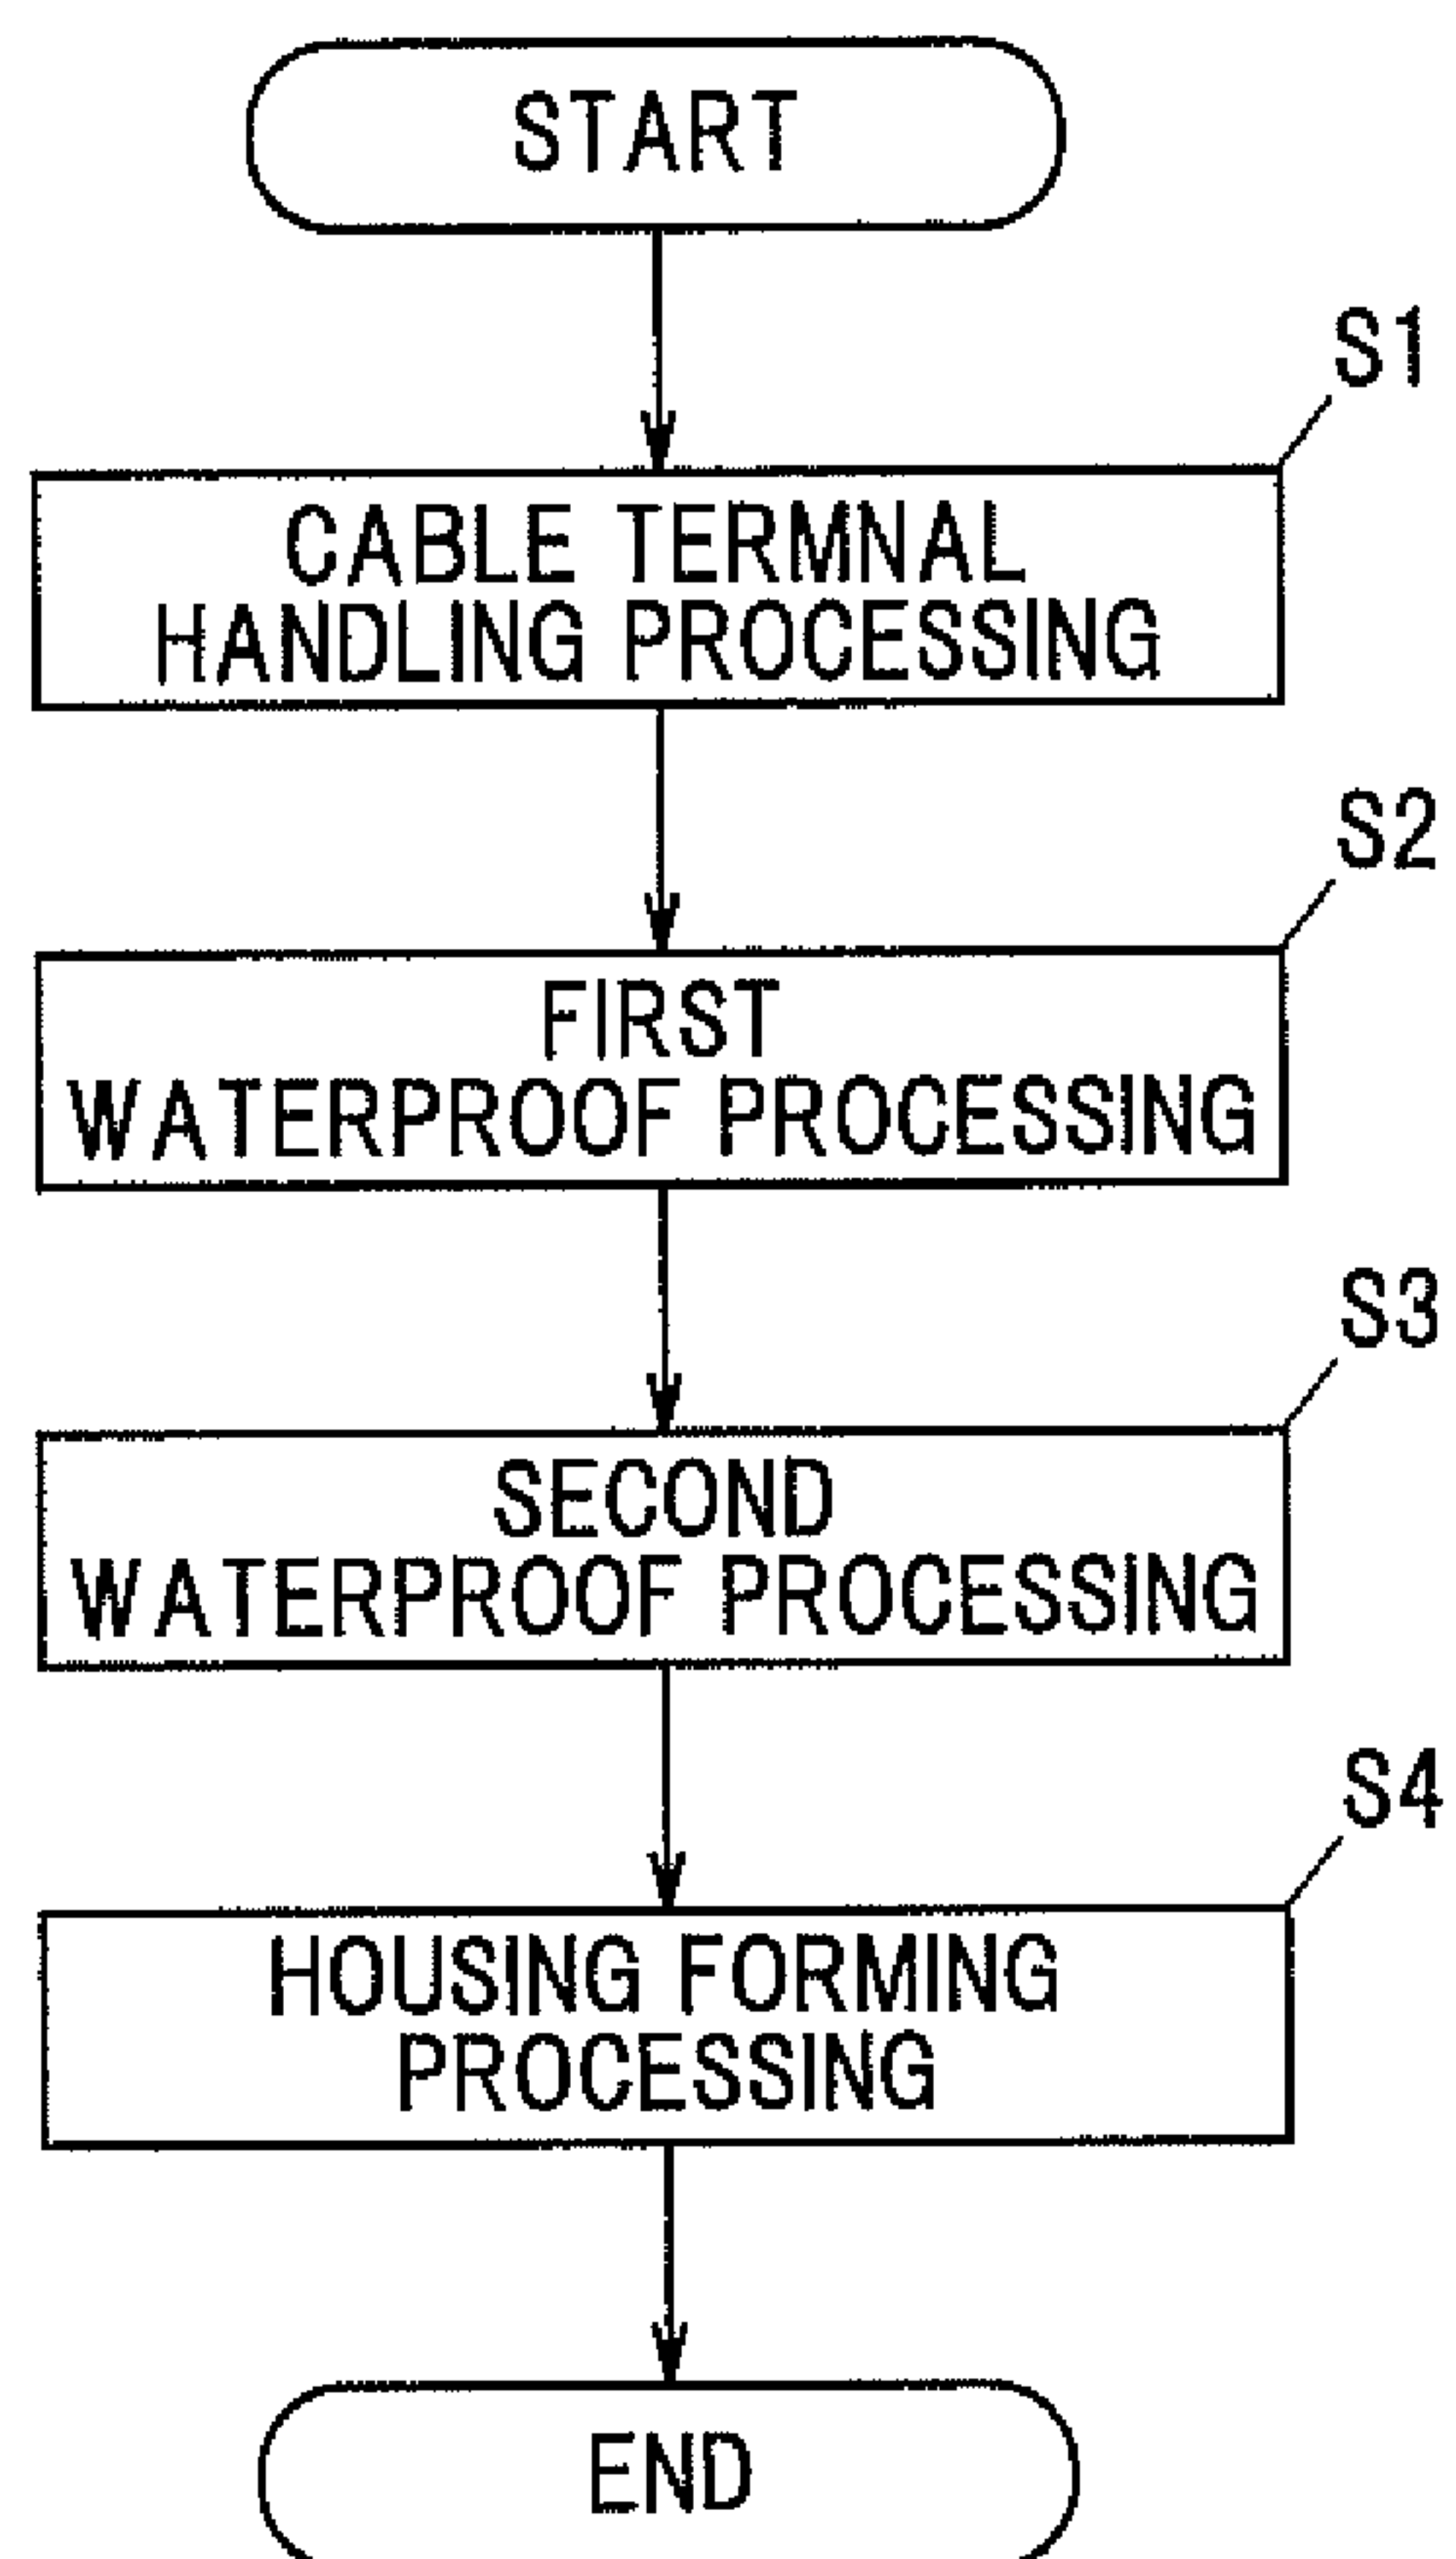 START
S1
CABLE TERMNAL
HANDLING PROCESSING
S2
FIRST
WATERPROOF PROCESSING
S3
SECOND
WATERPROOF PROCESSING
S4
HOUSING FORMING
PROCESSING
END